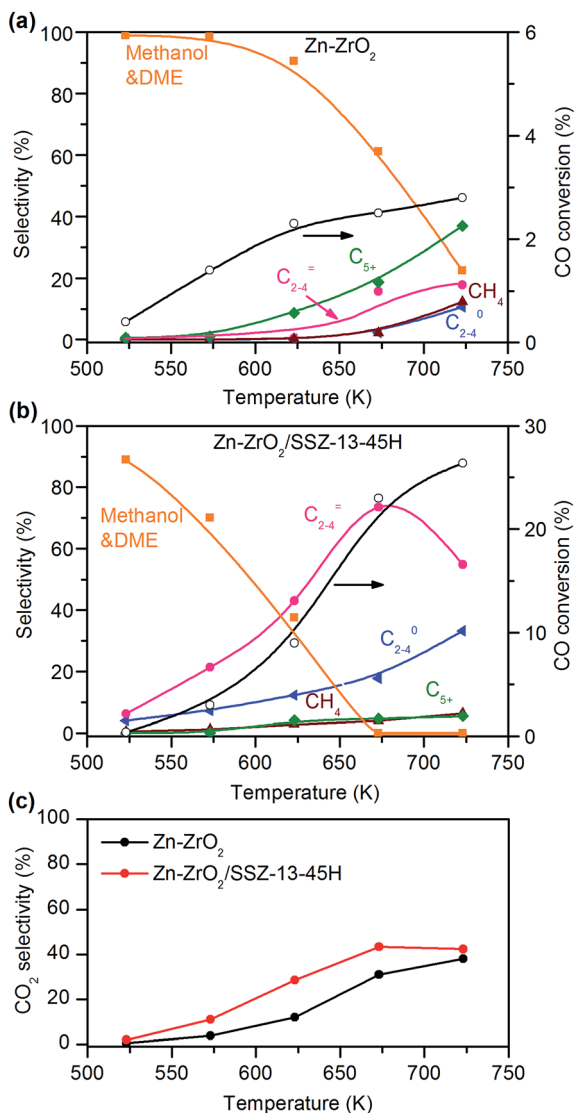 (a)
100
80
60
40
20
0
Selectivity (%)
Methanol
&DME
Zn-ZrO₂
C₅₊
C₂₋₄⁼
CH₄
C₂₋₄⁰
6
4
2
0
CO conversion (%)
500 550 600 650 700 750
Temperature (K)
(b)
100
80
60
40
20
0
Selectivity (%)
Zn-ZrO₂/SSZ-13-45H
Methanol
&DME
C₂₋₄⁼
C₂₋₄⁰
CH₄
C₅₊
30
20
10
0
CO conversion (%)
500 550 600 650 700 750
Temperature (K)
(c)
100
80
60
40
20
0
CO₂ selectivity (%)
Zn-ZrO₂
Zn-ZrO₂/SSZ-13-45H
500 550 600 650 700 750
Temperature (K)